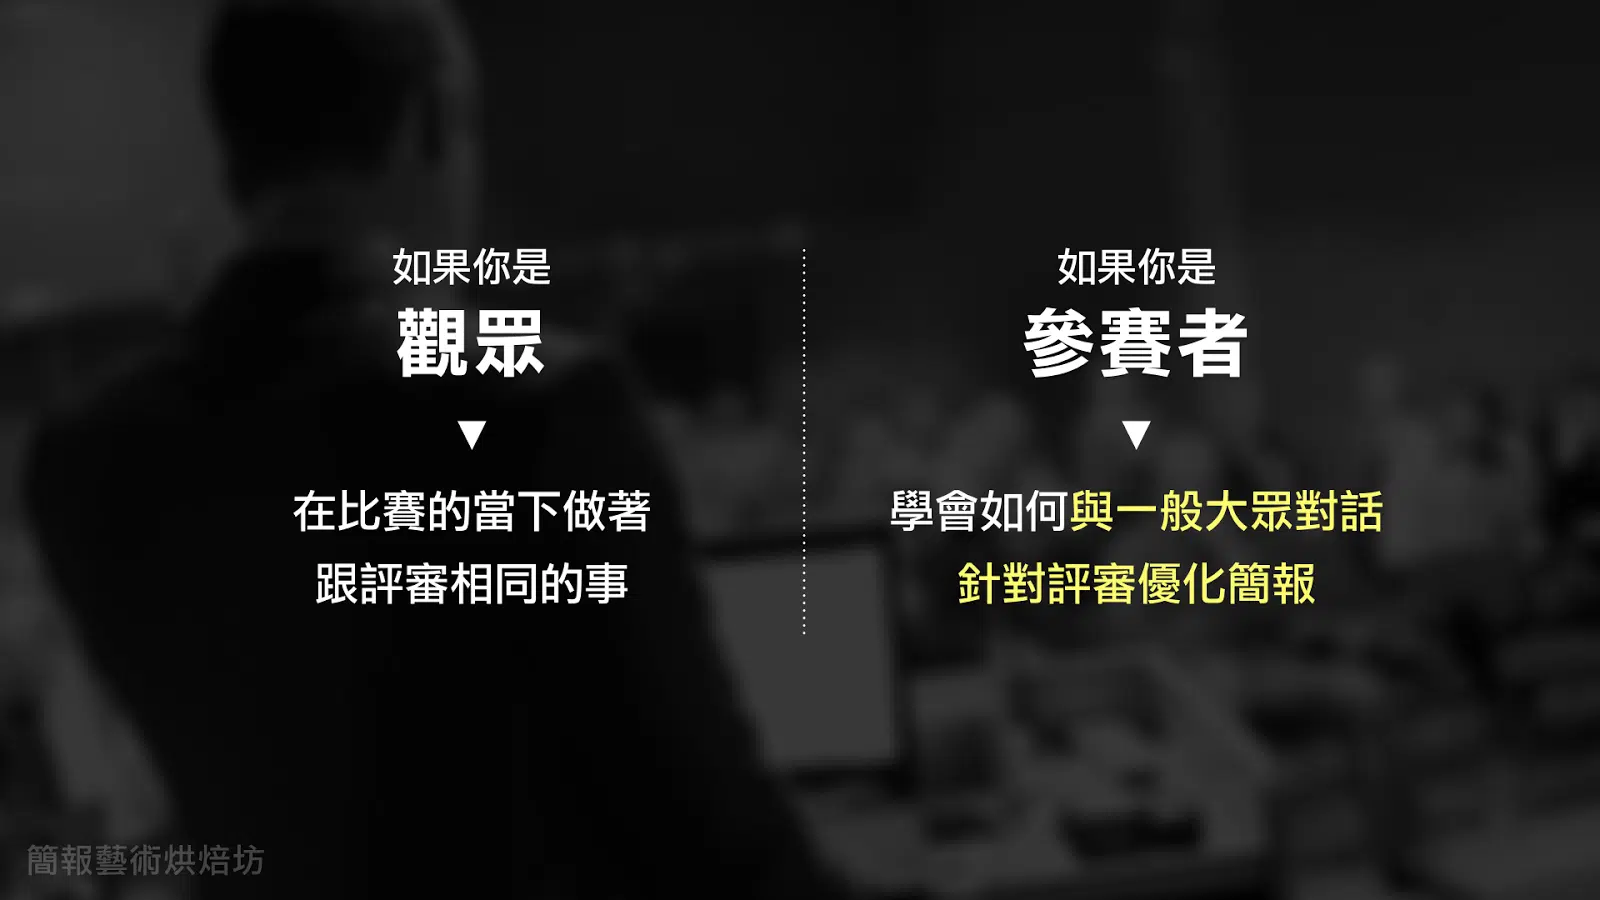 如果你是
觀眾
▼
在比賽的當下做著
跟評審相同的事
如果你是
參賽者
▼
學會如何與一般大眾對話
針對評審優化簡報
簡報藝術烘焙坊